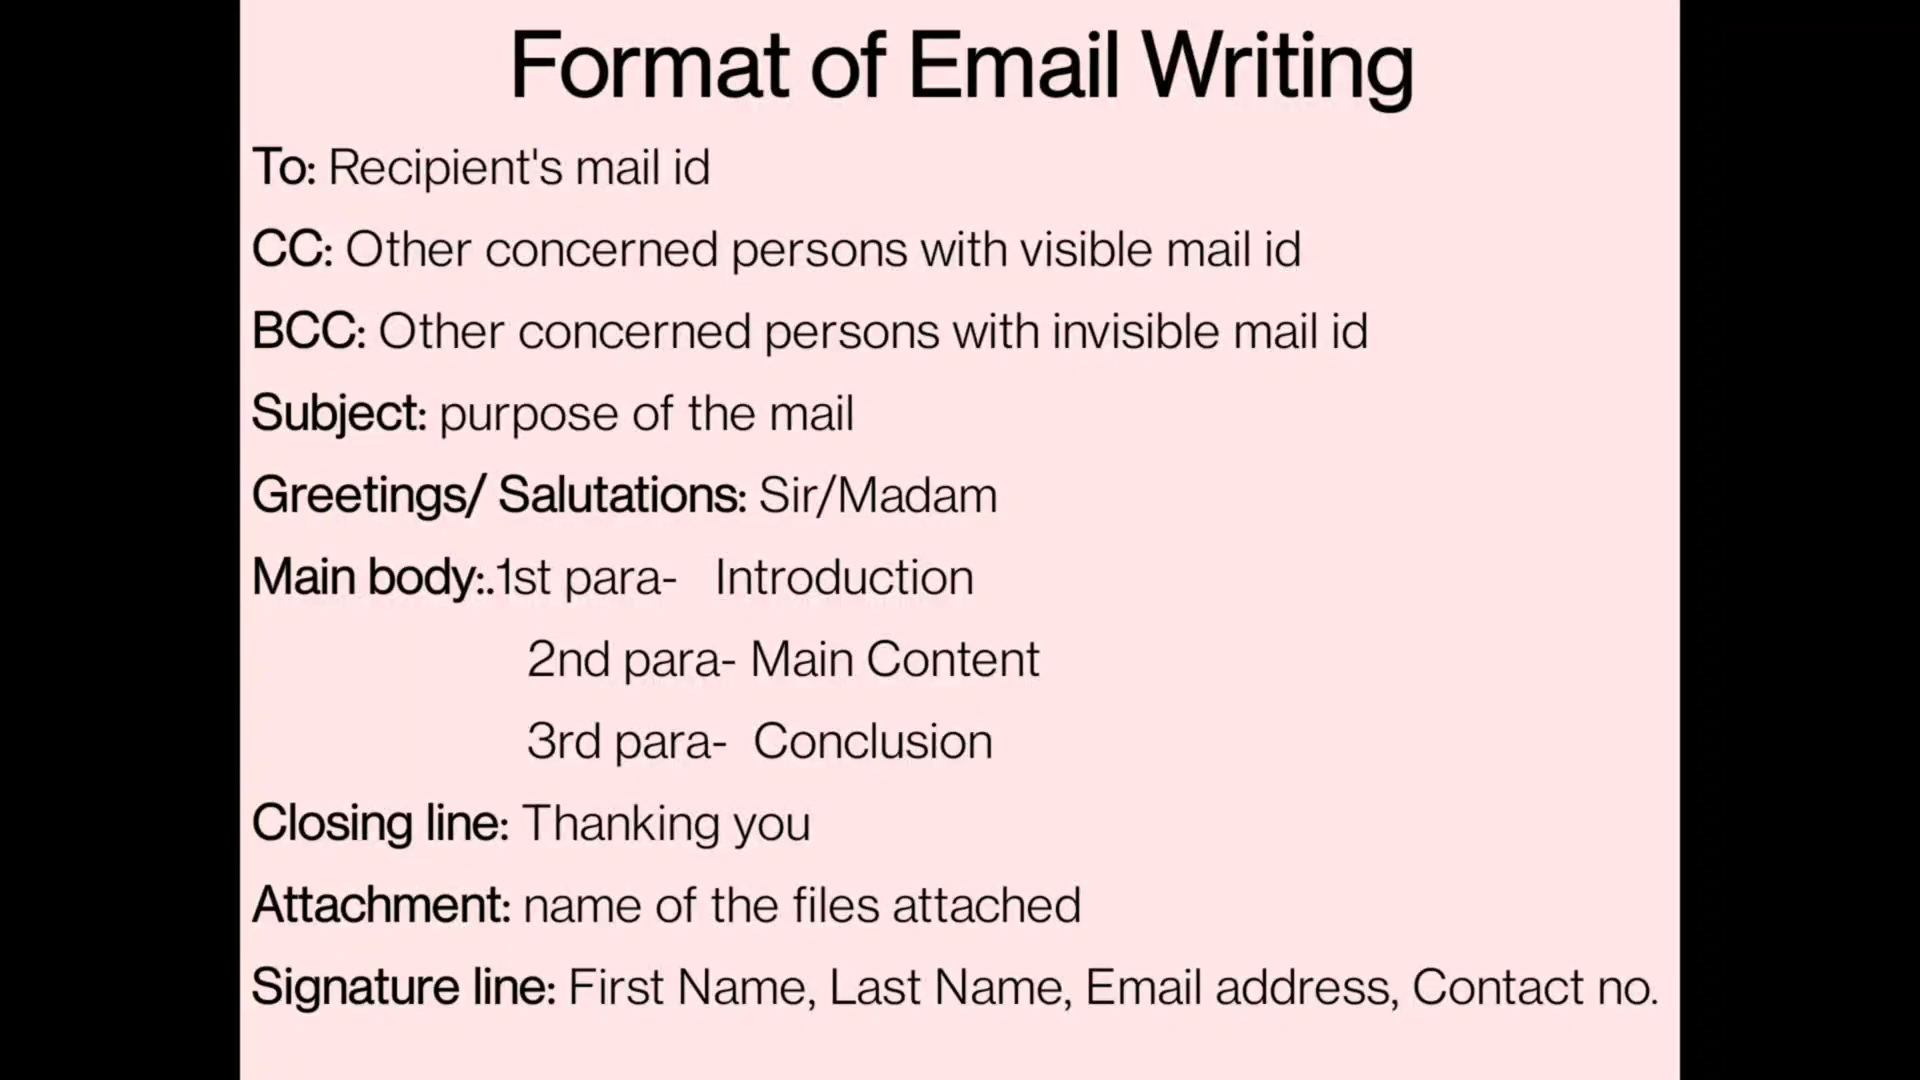 Format of Email Writing
To: Recipient's mail id
CC: Other concerned persons with visible mail id
BCC: Other concerned persons with invisible mail id
Subject: purpose of the mail
Greetings/ Salutations: Sir/Madam
Main body:.1st para- Introduction
2nd para- Main Content
3rd para- Conclusion
Closing line: Thanking you
Attachment: name of the files attached
Signature line: First Name, Last Name, Email address, Contact no.